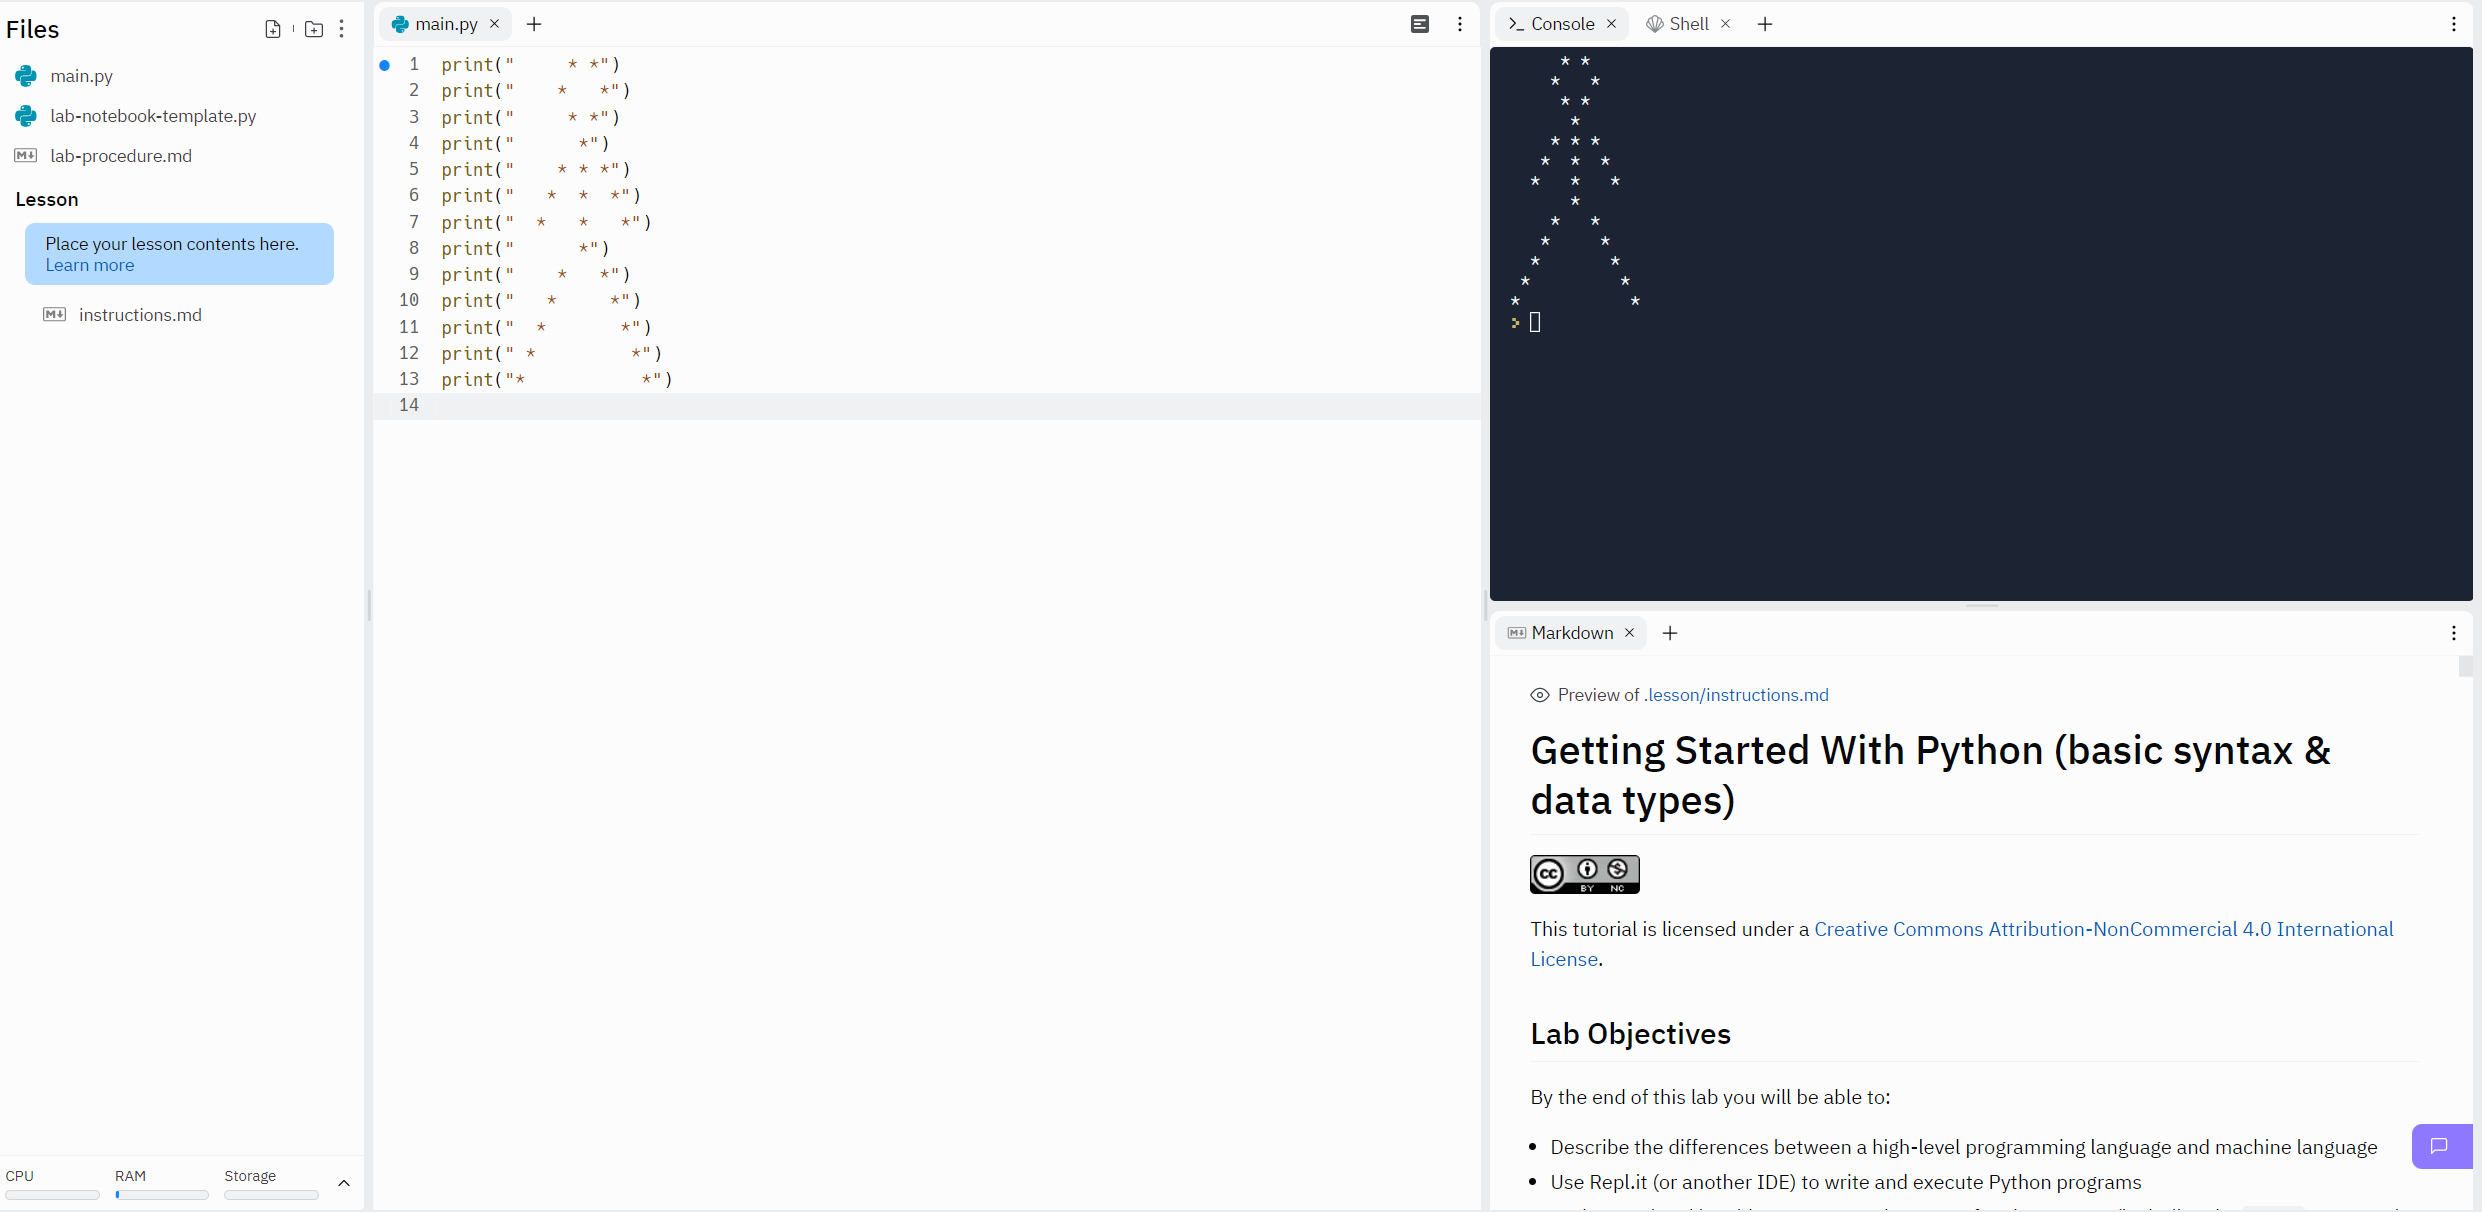 Files
main.py
lab-notebook-template.py
lab-procedure.md
Lesson
Place your lesson contents here.
Learn more
instructions.md
CPU RAM Storage
main.py
1 print("     * *")
2 print("    *   *")
3 print("     * *")
4 print("      *")
5 print("    * * *")
6 print("   *  *  *")
7 print("  *   *   *")
8 print("      *")
9 print("    *   *")
10 print("   *     *")
11 print("  *       *")
12 print(" *         *")
13 print("*           *")
14
Console Shell
     * *
    *   *
     * *
      *
    * * *
   *  *  *
  *   *   *
      *
    *   *
   *     *
  *       *
 *         *
*           *
>
Markdown
Preview of .lesson/instructions.md
Getting Started With Python (basic syntax &
data types)
cc BY NC
This tutorial is licensed under a Creative Commons Attribution-NonCommercial 4.0 International
License.
Lab Objectives
By the end of this lab you will be able to:
• Describe the differences between a high-level programming language and machine language
• Use Repl.it (or another IDE) to write and execute Python programs